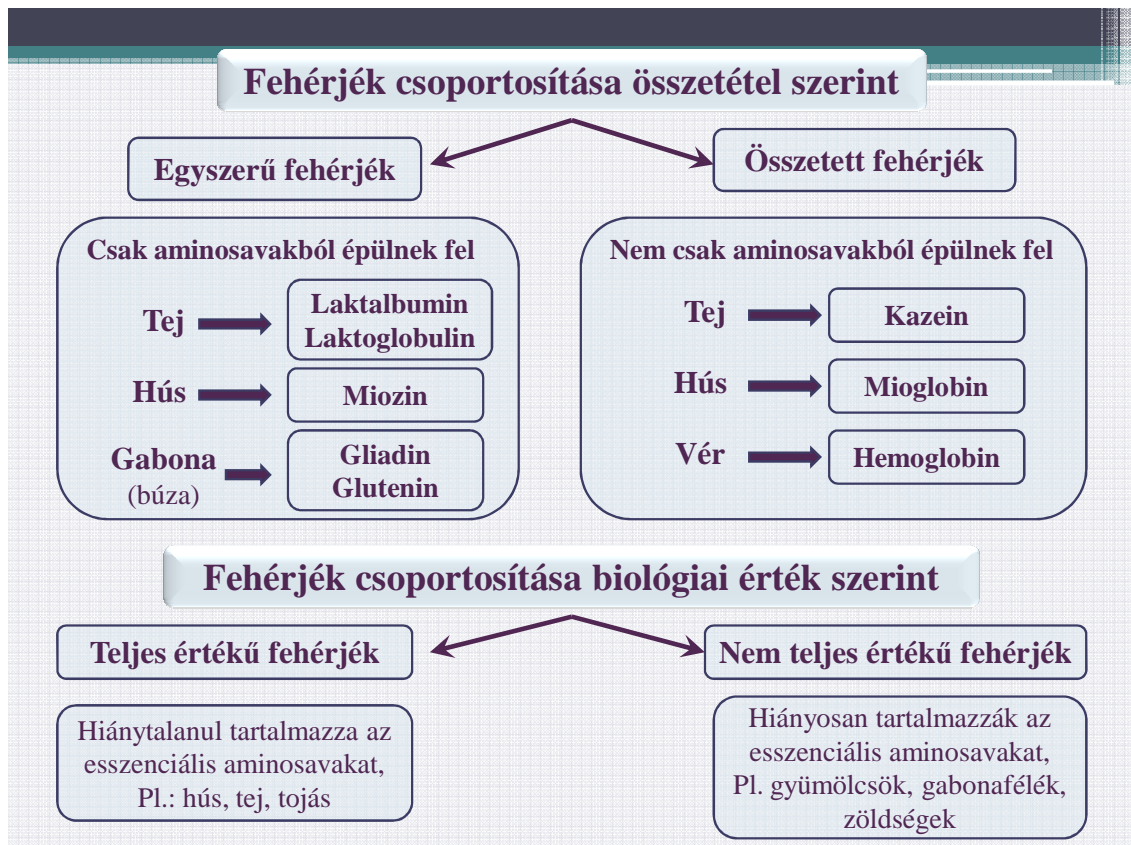 Fehérjék csoportosítása összetétel szerint
Egyszerű fehérjék
Összetett fehérjék
Csak aminosavakból épülnek fel
Tej
Laktalbumin
Laktoglobulin
Hús
Miozin
Gabona
(búza)
Gliadin
Glutenin
Nem csak aminosavakból épülnek fel
Tej
Kazein
Hús
Mioglobin
Vér
Hemoglobin
Fehérjék csoportosítása biológiai érték szerint
Teljes értékű fehérjék
Hiánytalanul tartalmazza az
esszenciális aminosavakat,
Pl.: hús, tej, tojás
Nem teljes értékű fehérjék
Hiányosan tartalmazzák az
esszenciális aminosavakat,
Pl. gyümölcsök, gabonafélék,
zöldségek